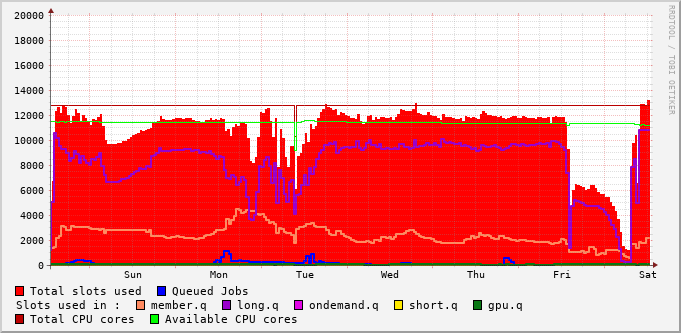 20000
18000
16000
14000
12000
10000
8000
6000
4000
2000
0
Sun Mon Tue Wed Thu Fri Sat
RRDTOOL / TOBI OETIKER
Total slots used Queued Jobs
Slots used in : member.q long.q ondemand.q short.q gpu.q
Total CPU cores Available CPU cores